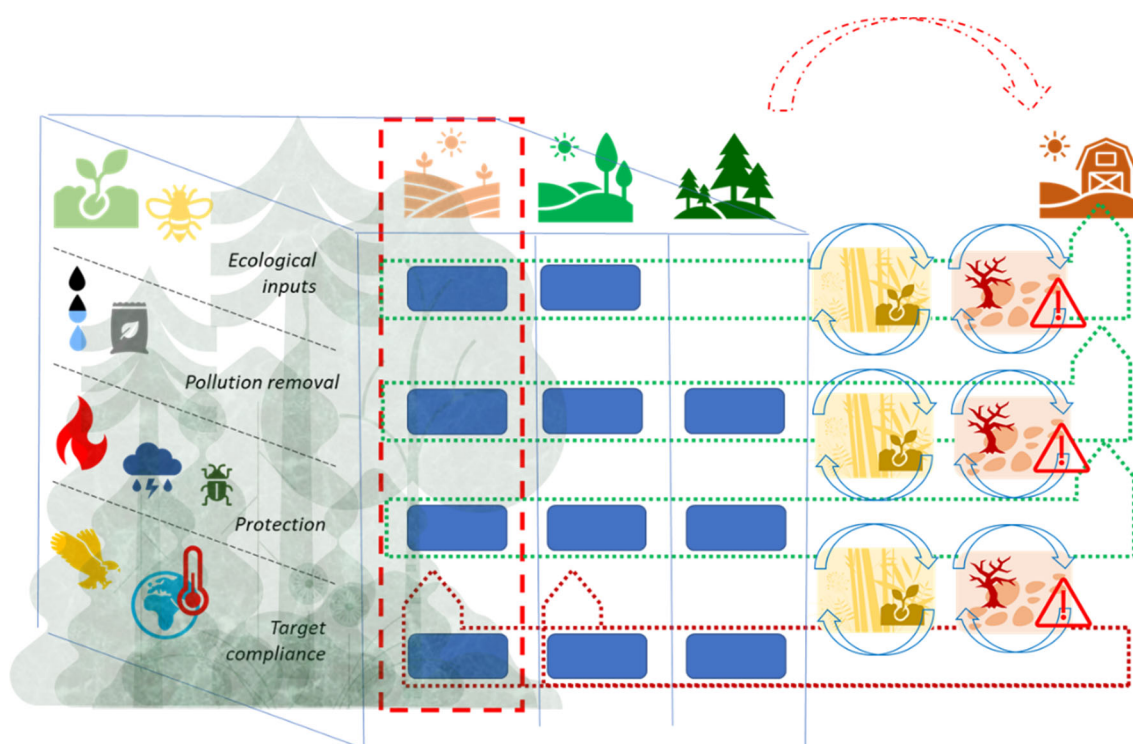 Ecological
inputs
Pollution removal
Protection
Target
compliance